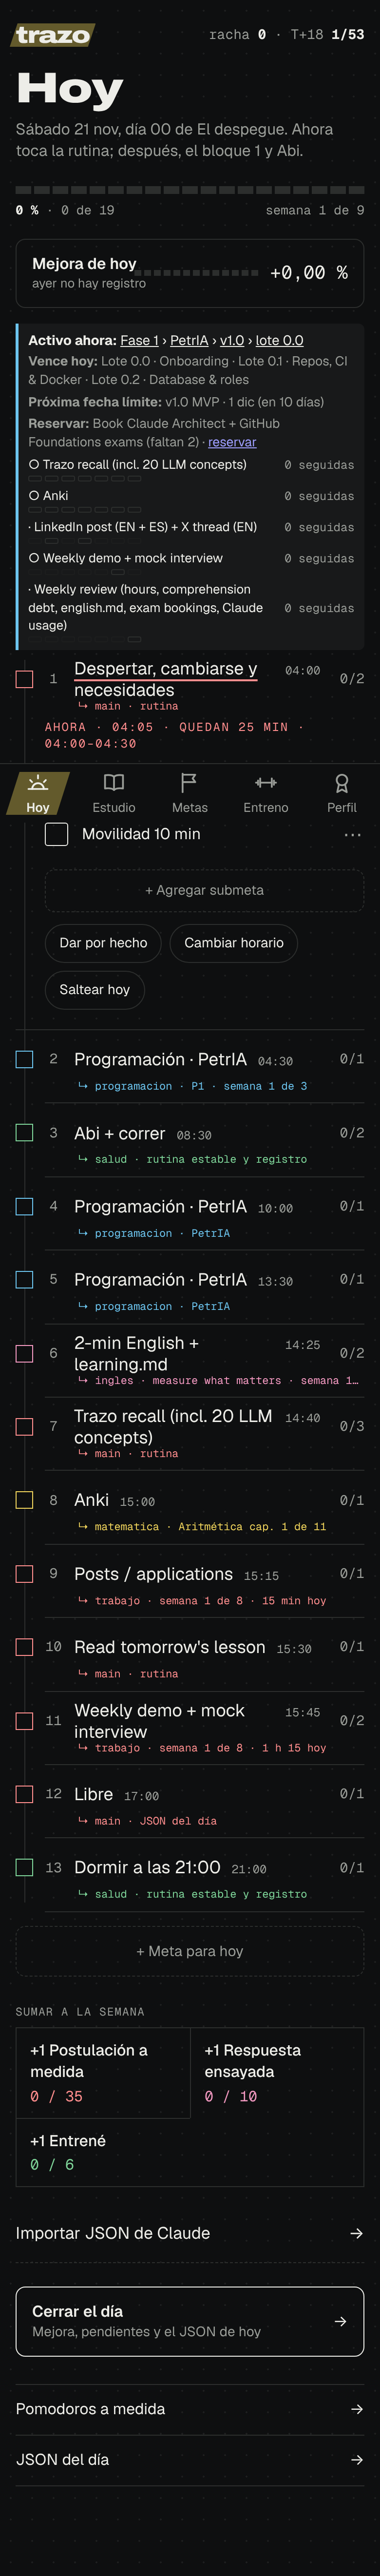 trazo
racha 0 · T+18 1/53
Hoy
Sábado 21 nov, día 00 de El despegue. Ahora
toca la rutina; después, el bloque 1 y Abi.
0 % · 0 de 19
semana 1 de 9
Mejora de hoy
ayer no hay registro
+0,00 %
Activo ahora: Fase 1 › PetrIA › v1.0 › lote 0.0
Vence hoy: Lote 0.0 · Onboarding · Lote 0.1 · Repos, CI
& Docker · Lote 0.2 · Database & roles
Próxima fecha límite: v1.0 MVP · 1 dic (en 10 días)
Reservar: Book Claude Architect + GitHub
Foundations exams (faltan 2) · reservar
Trazo recall (incl. 20 LLM concepts) 0 seguidas
Anki 0 seguidas
· LinkedIn post (EN + ES) + X thread (EN) 0 seguidas
Weekly demo + mock interview 0 seguidas
· Weekly review (hours, comprehension
debt, english.md, exam bookings, Claude 0 seguidas
usage)
1 Despertar, cambiarse y 04:00 0/2
necesidades
↳ main · rutina
AHORA · 04:05 · QUEDAN 25 MIN ·
04:00–04:30
Hoy Estudio Metas Entreno Perfil
Movilidad 10 min ···
+ Agregar submeta
Dar por hecho Cambiar horario
Saltear hoy
2 Programación · PetrIA 04:30 0/1
↳ programacion · P1 · semana 1 de 3
3 Abi + correr 08:30 0/2
↳ salud · rutina estable y registro
4 Programación · PetrIA 10:00 0/1
↳ programacion · PetrIA
5 Programación · PetrIA 13:30 0/1
↳ programacion · PetrIA
6 2-min English + 14:25 0/2
learning.md
↳ ingles · measure what matters · semana 1…
7 Trazo recall (incl. 20 LLM 14:40 0/3
concepts)
↳ main · rutina
8 Anki 15:00 0/1
↳ matematica · Aritmética cap. 1 de 11
9 Posts / applications 15:15 0/1
↳ trabajo · semana 1 de 8 · 15 min hoy
10 Read tomorrow's lesson 15:30 0/1
↳ main · rutina
11 Weekly demo + mock 15:45 0/2
interview
↳ trabajo · semana 1 de 8 · 1 h 15 hoy
12 Libre 17:00 0/1
↳ main · JSON del día
13 Dormir a las 21:00 21:00 0/1
↳ salud · rutina estable y registro
+ Meta para hoy
SUMAR A LA SEMANA
+1 Postulación a
medida
0 / 35
+1 Respuesta
ensayada
0 / 10
+1 Entrené
0 / 6
Importar JSON de Claude →
Cerrar el día
Mejora, pendientes y el JSON de hoy →
Pomodoros a medida →
JSON del día →